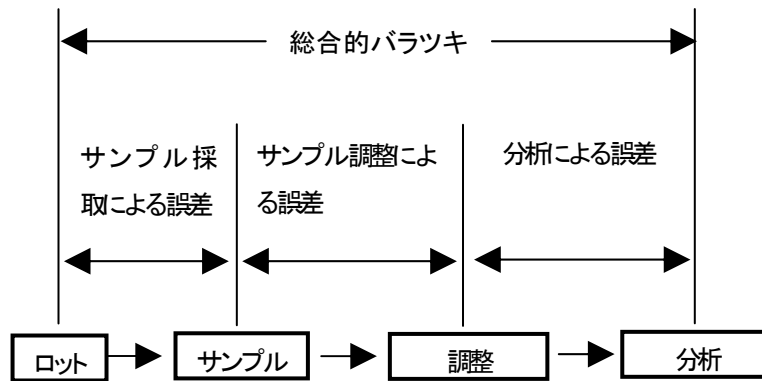 総合的バラツキ
サンプル採
取による誤差
サンプル調整によ
る誤差
分析による誤差
ロット
サンプル
調整
分析